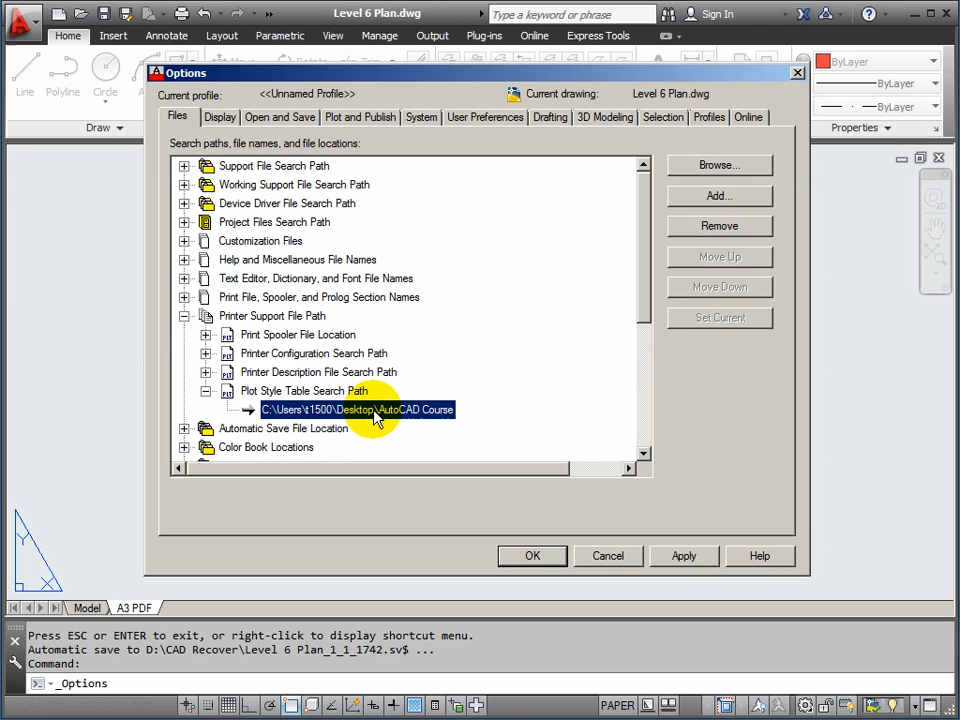 Level 6 Plan.dwg
Type a keyword or phrase
Sign In
Home Insert Annotate Layout Parametric View Manage Output Plug-ins Online Express Tools
Line Polyline Circle
ByLayer
ByLayer
ByLayer
Draw
Properties
Options
Current profile: <<Unnamed Profile>> Current drawing: Level 6 Plan.dwg
Files Display Open and Save Plot and Publish System User Preferences Drafting 3D Modeling Selection Profiles Online
Search paths, file names, and file locations:
Support File Search Path
Working Support File Search Path
Device Driver File Search Path
Project Files Search Path
Customization Files
Help and Miscellaneous File Names
Text Editor, Dictionary, and Font File Names
Print File, Spooler, and Prolog Section Names
Printer Support File Path
Print Spooler File Location
Printer Configuration Search Path
Printer Description File Search Path
Plot Style Table Search Path
C:\Users\t1500\Desktop\AutoCAD Course
Automatic Save File Location
Color Book Locations
Browse...
Add...
Remove
Move Up
Move Down
Set Current
OK Cancel Apply Help
Y
X
Model A3 PDF
Press ESC or ENTER to exit, or right-click to display shortcut menu.
Automatic save to D:\CAD Recover\Level 6 Plan_1_1_1742.sv$ ...
Command:
_Options
PAPER